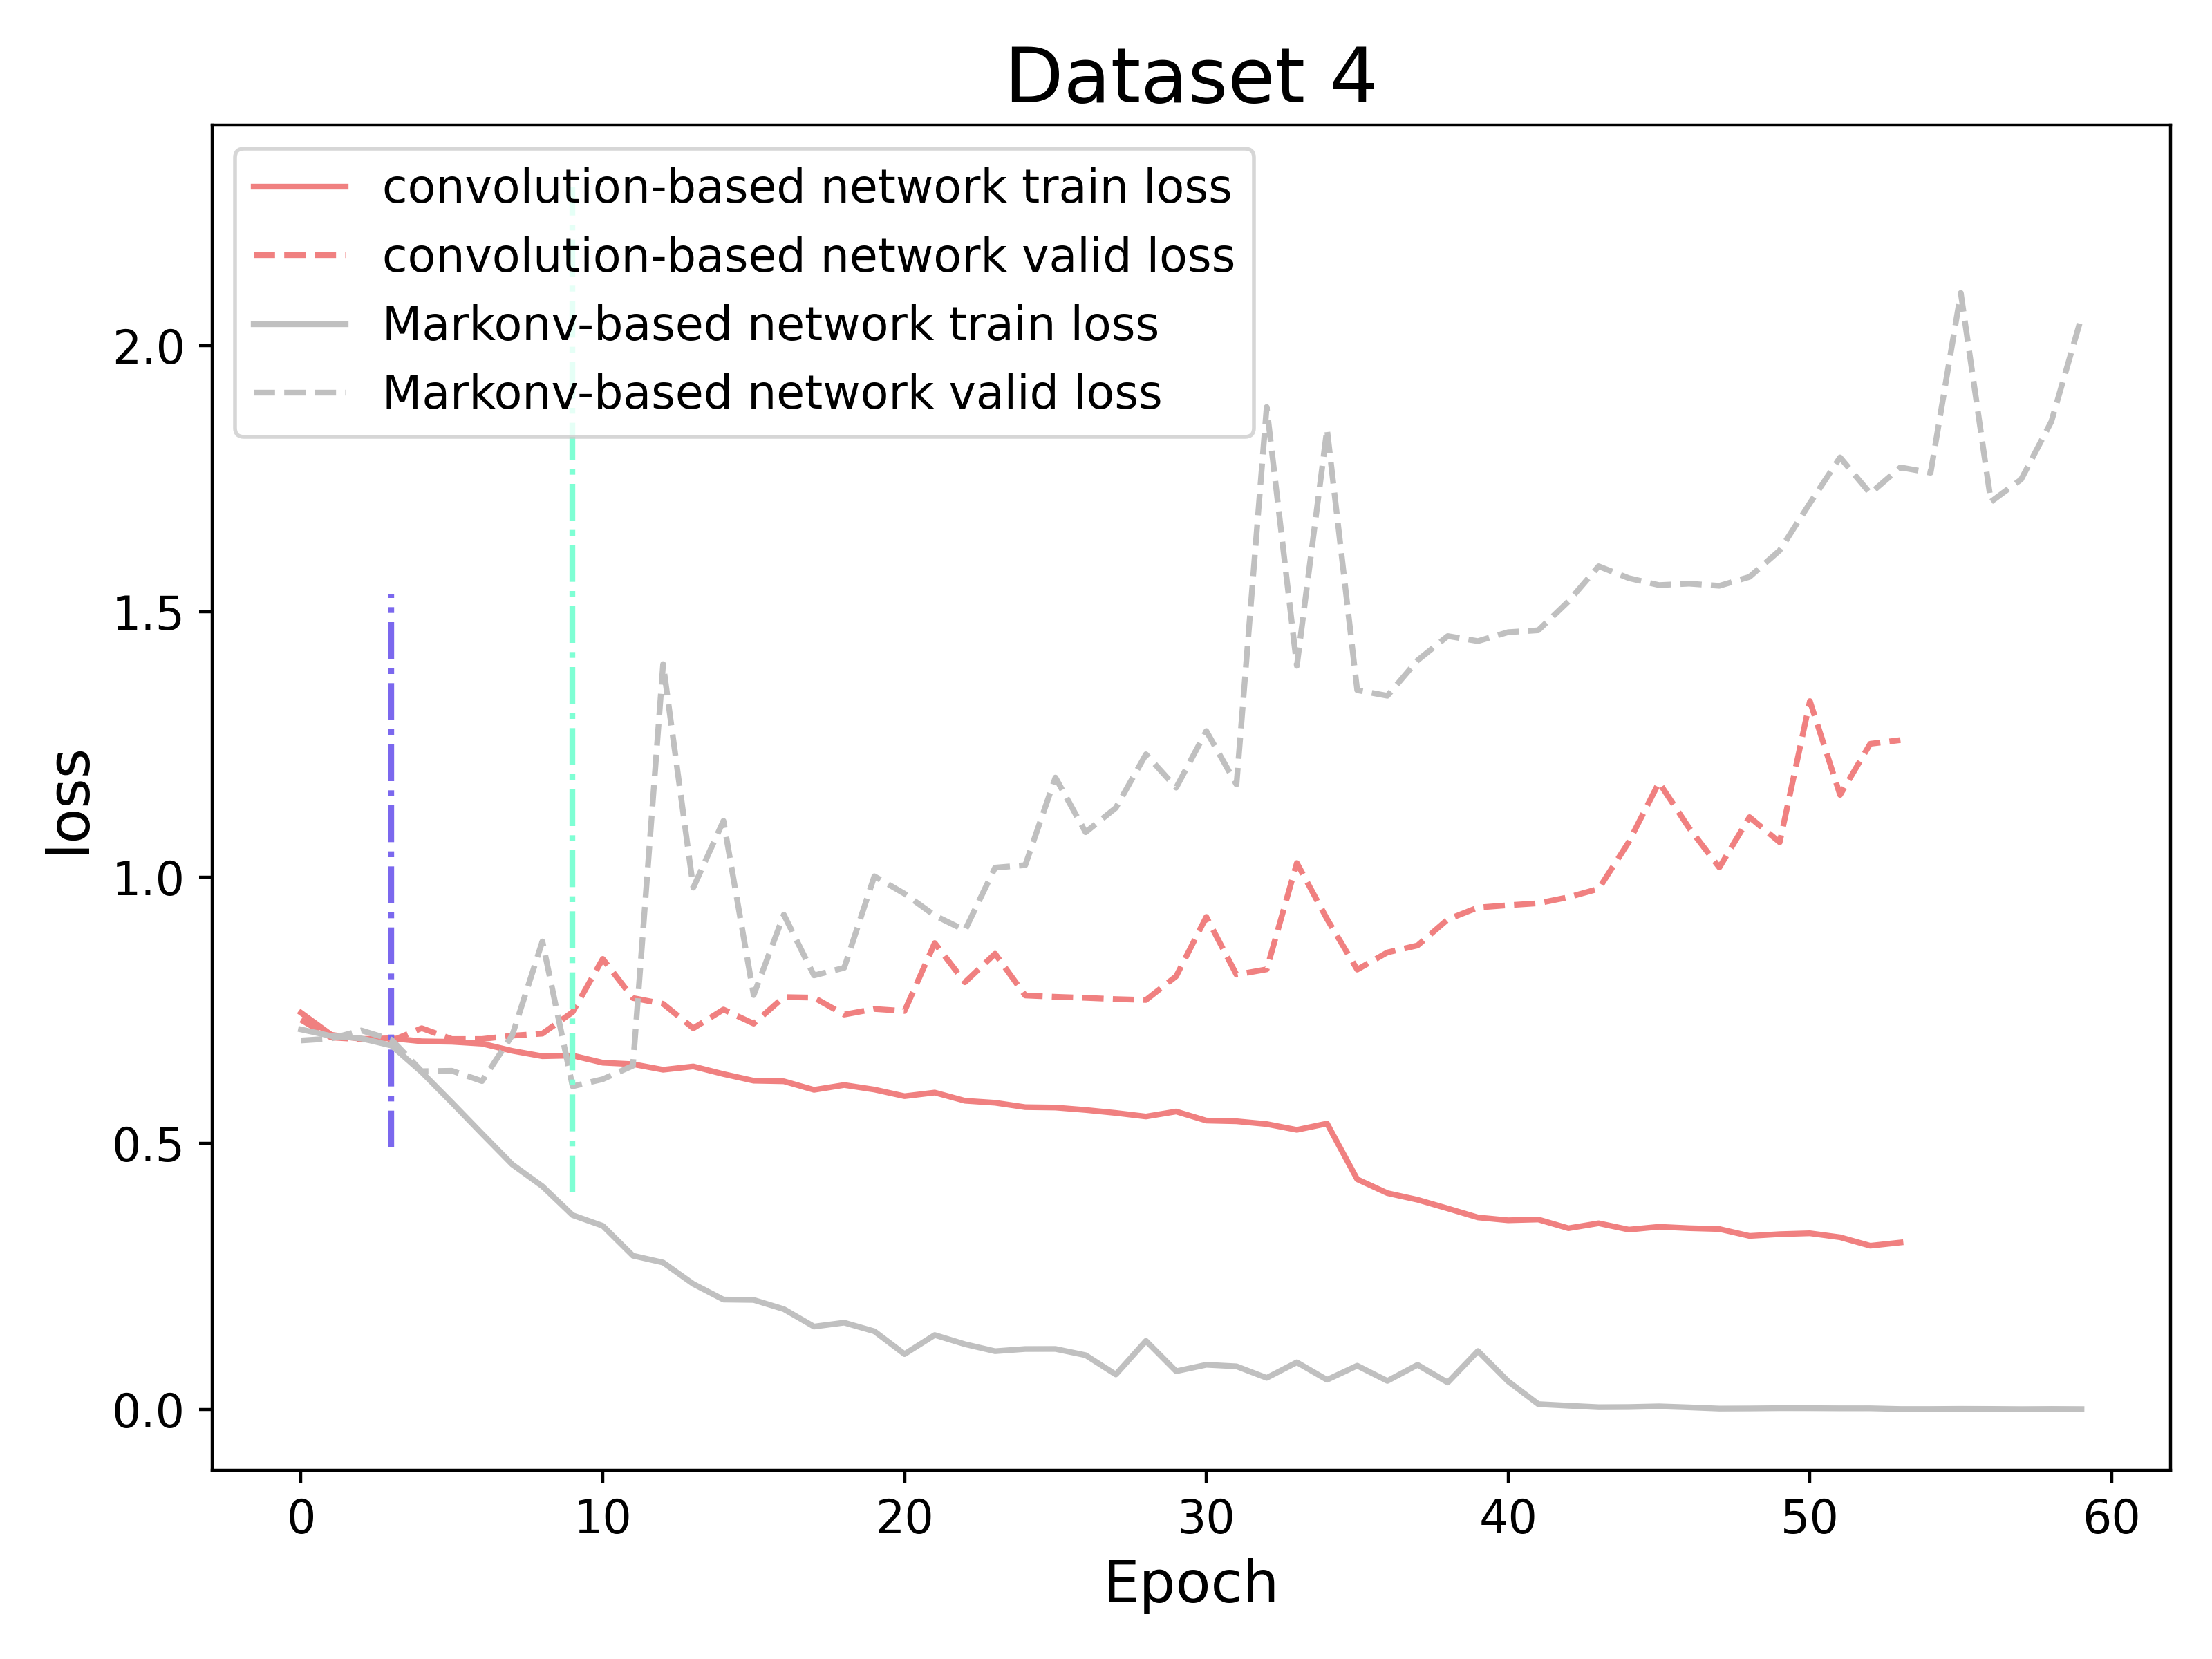 Dataset 4
convolution-based network train loss
convolution-based network valid loss
Markonv-based network train loss
Markonv-based network valid loss
2.0
1.5
1.0
0.5
0.0
loss
0 10 20 30 40 50 60
Epoch